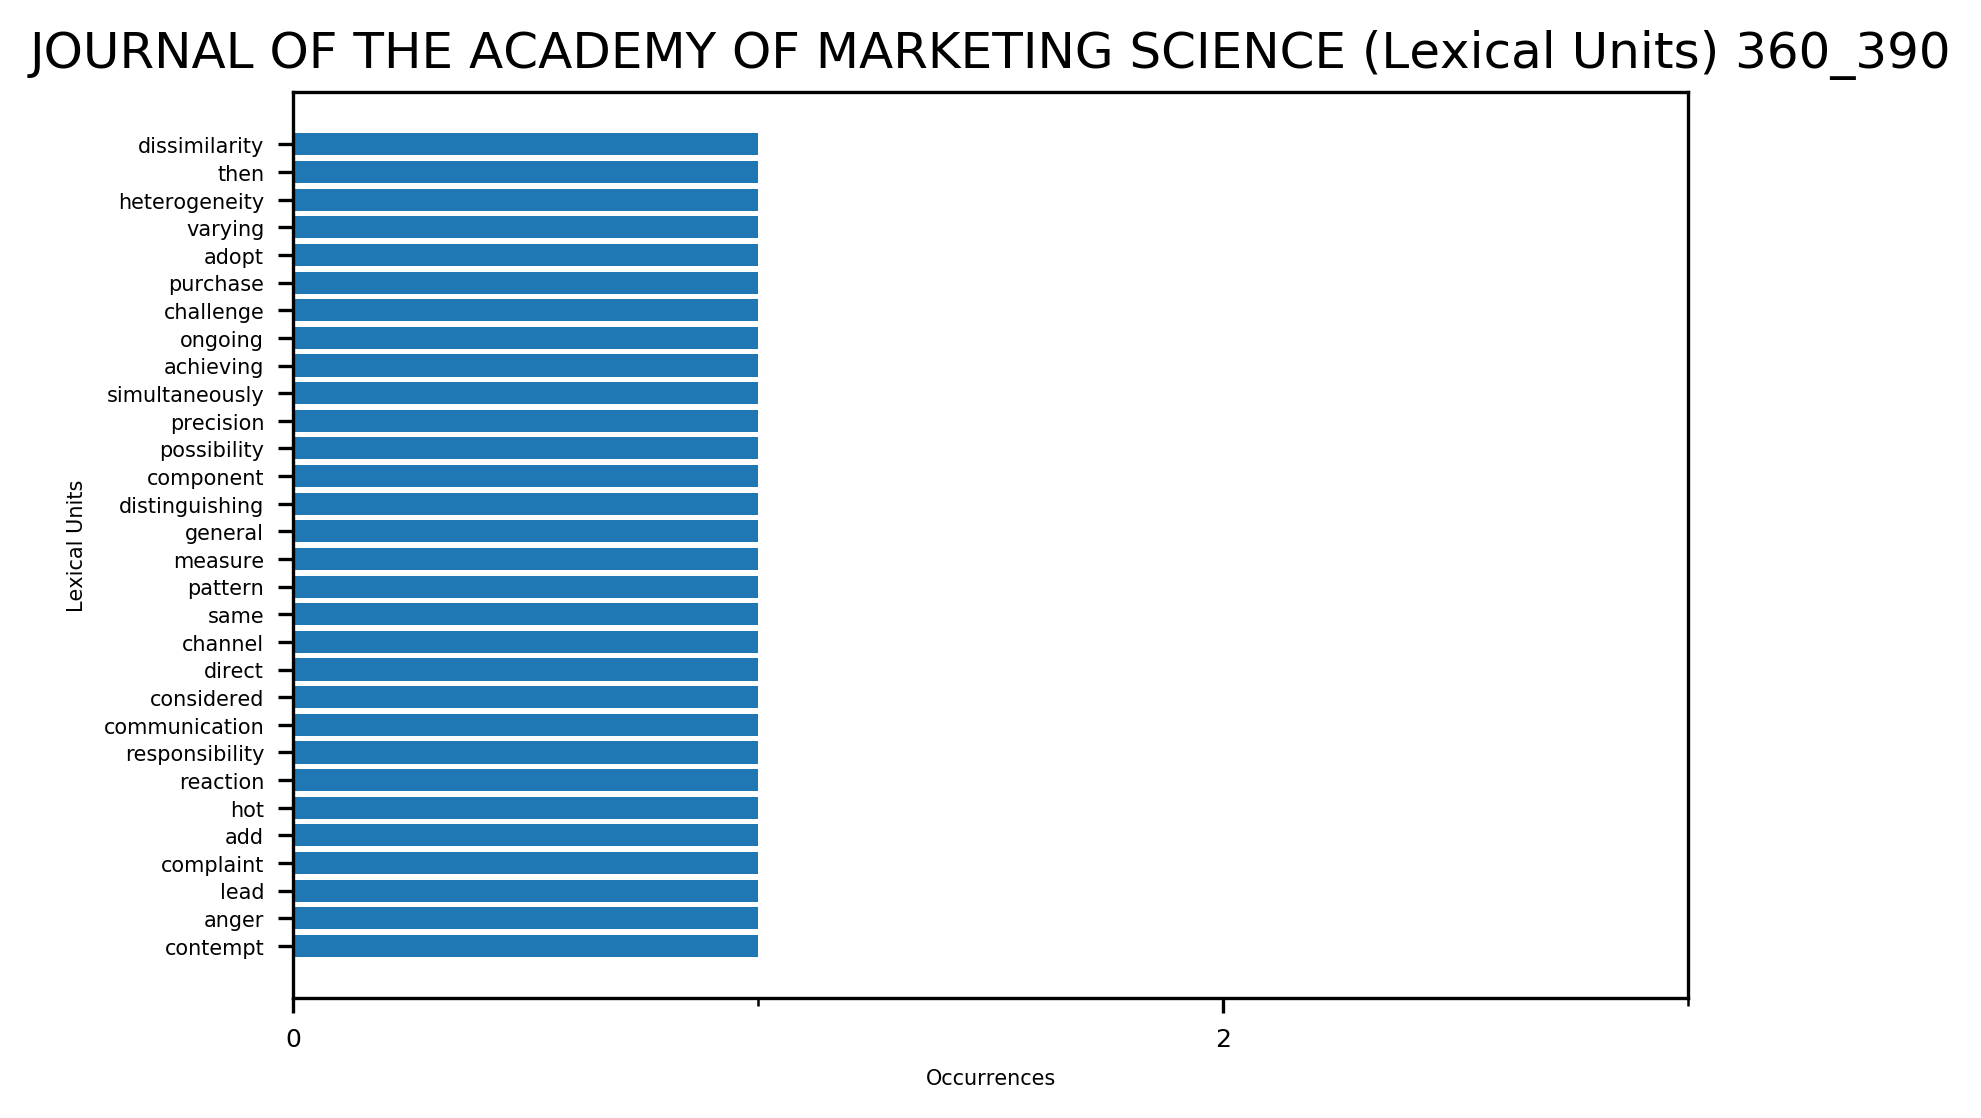 JOURNAL OF THE ACADEMY OF MARKETING SCIENCE (Lexical Units) 360_390
dissimilarity
then
heterogeneity
varying
adopt
purchase
challenge
ongoing
achieving
simultaneously
precision
possibility
component
distinguishing
general
measure
pattern
same
channel
direct
considered
communication
responsibility
reaction
hot
add
complaint
lead
anger
contempt
Lexical Units
0 2
Occurrences